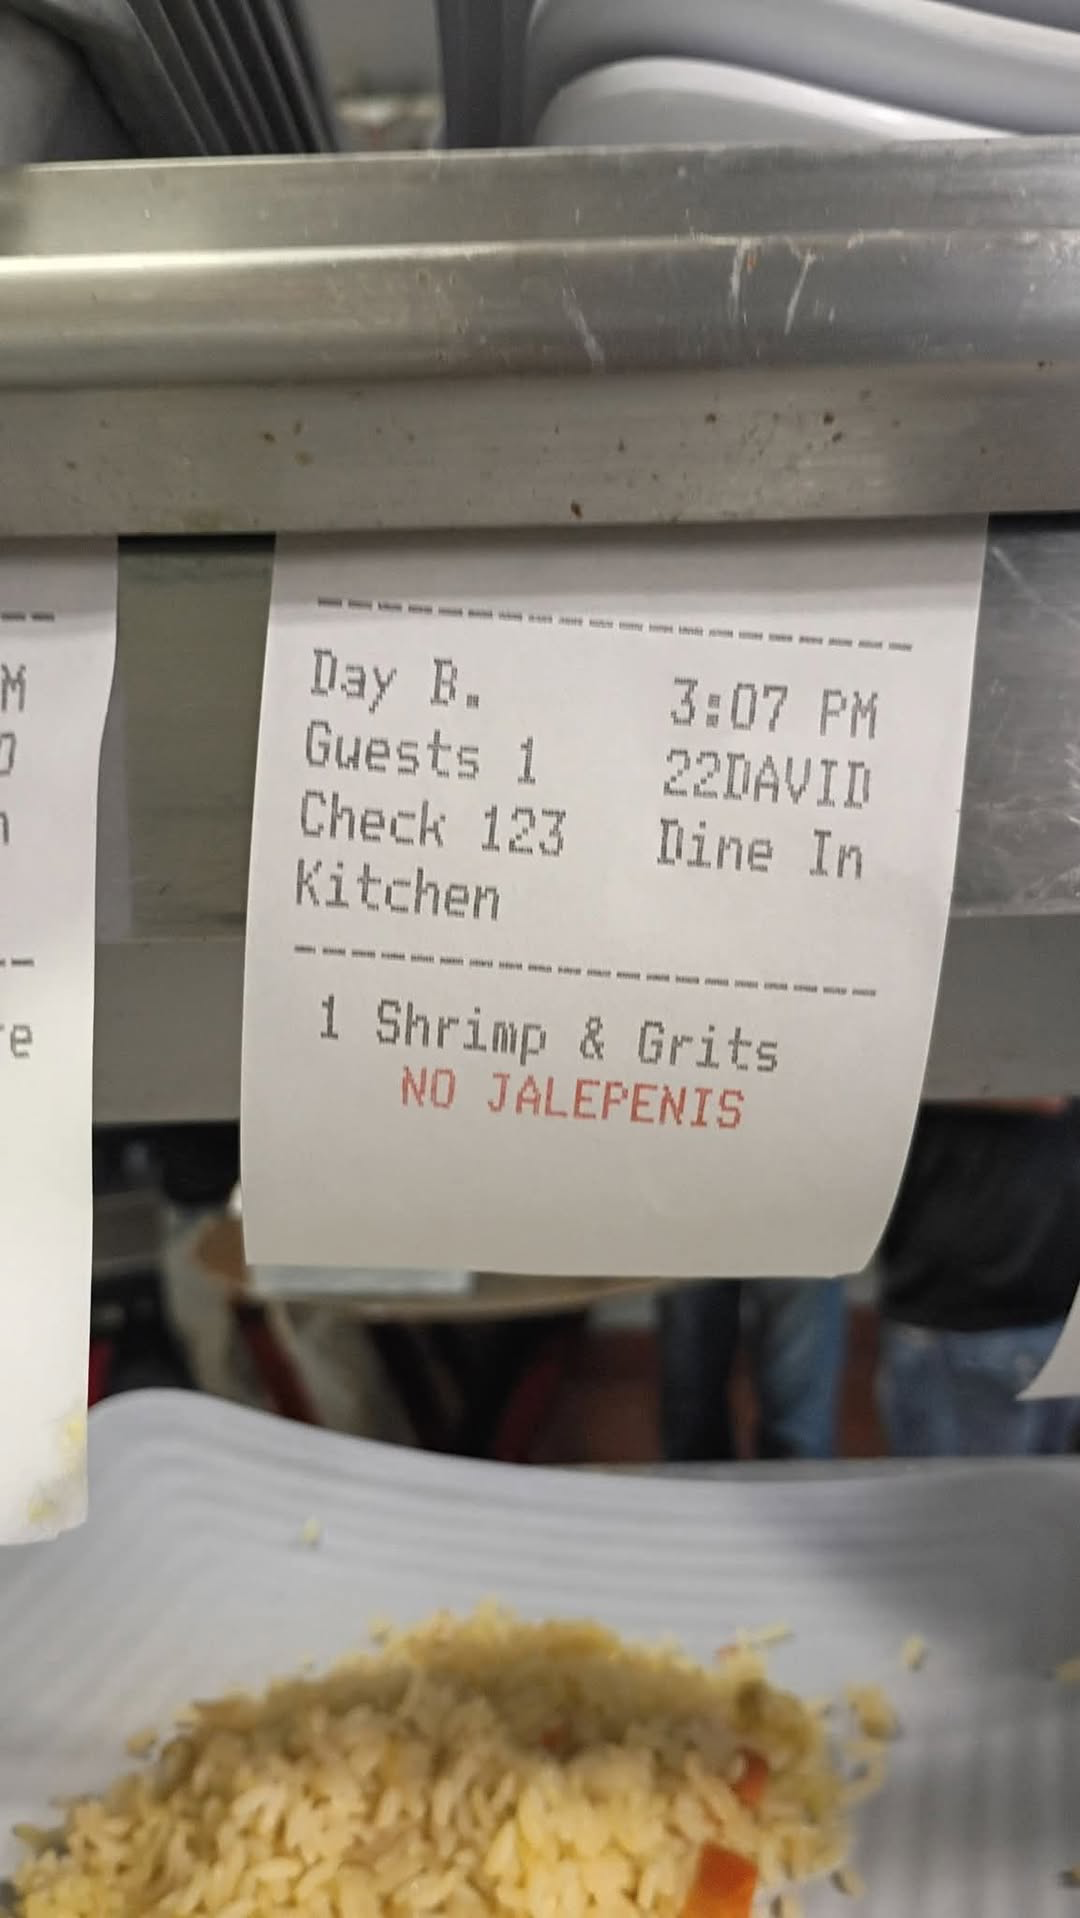 Day B. 3:07 PM
Guests 1 22DAVID
Check 123 Dine In
Kitchen
1 Shrimp & Grits
NO JALEPENIS